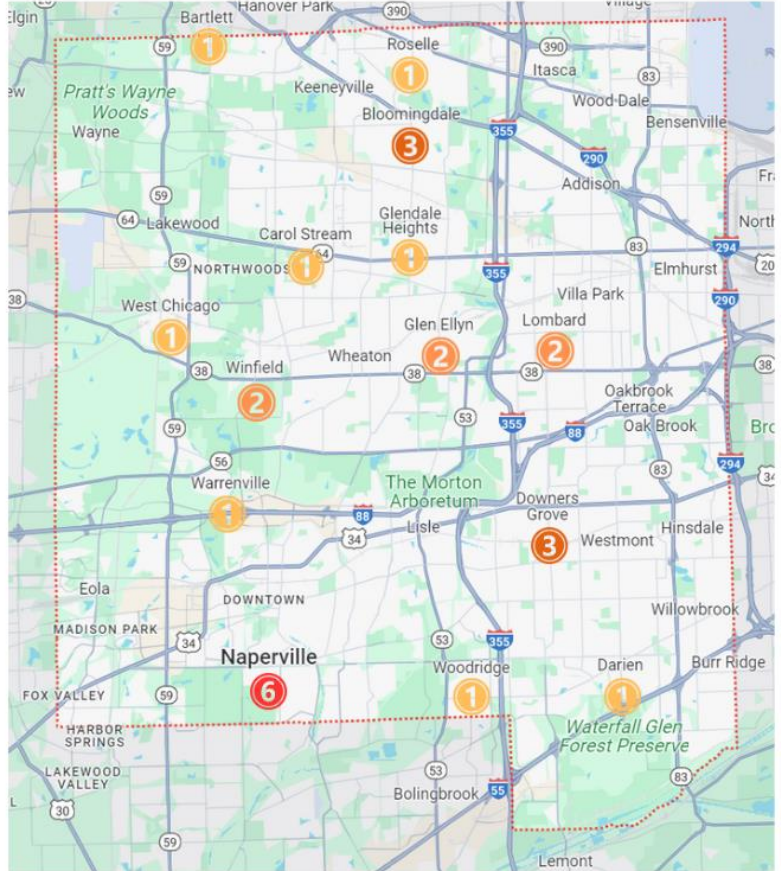 Hanover Park
Bartlett
390
59
1
Roselle
1
390
Itasca
83
Keeneyville
Pratt's Wayne
Woods
Wood Dale
Bloomingdale
Wayne
3
355
Bensenville
290
Addison
59
64
Lakewood
Carol Stream
64
Glendale
Heights
83
294
59
NORTHWOODS
1
1
20
355
Elmhurst
290
38
West Chicago
1
Villa Park
Glen Ellyn
2
Lombard
2
Wheaton
38
Winfield
38
38
38
2
53
Oakbrook
Terrace
Oak Brook
59
355
88
56
83
294
Warrenville
1
The Morton
Arboretum
88
Lisle
34
Downers
Grove
3
Westmont
Hinsdale
Eola
DOWNTOWN
Willowbrook
MADISON PARK
34
53
355
Naperville
6
Woodridge
1
Darien
1
Burr Ridge
FOX VALLEY
59
HARBOR
SPRINGS
Waterfall Glen
Forest Preserve
LAKEWOOD
VALLEY
53
83
30
Bolingbrook
55
59
Lemont